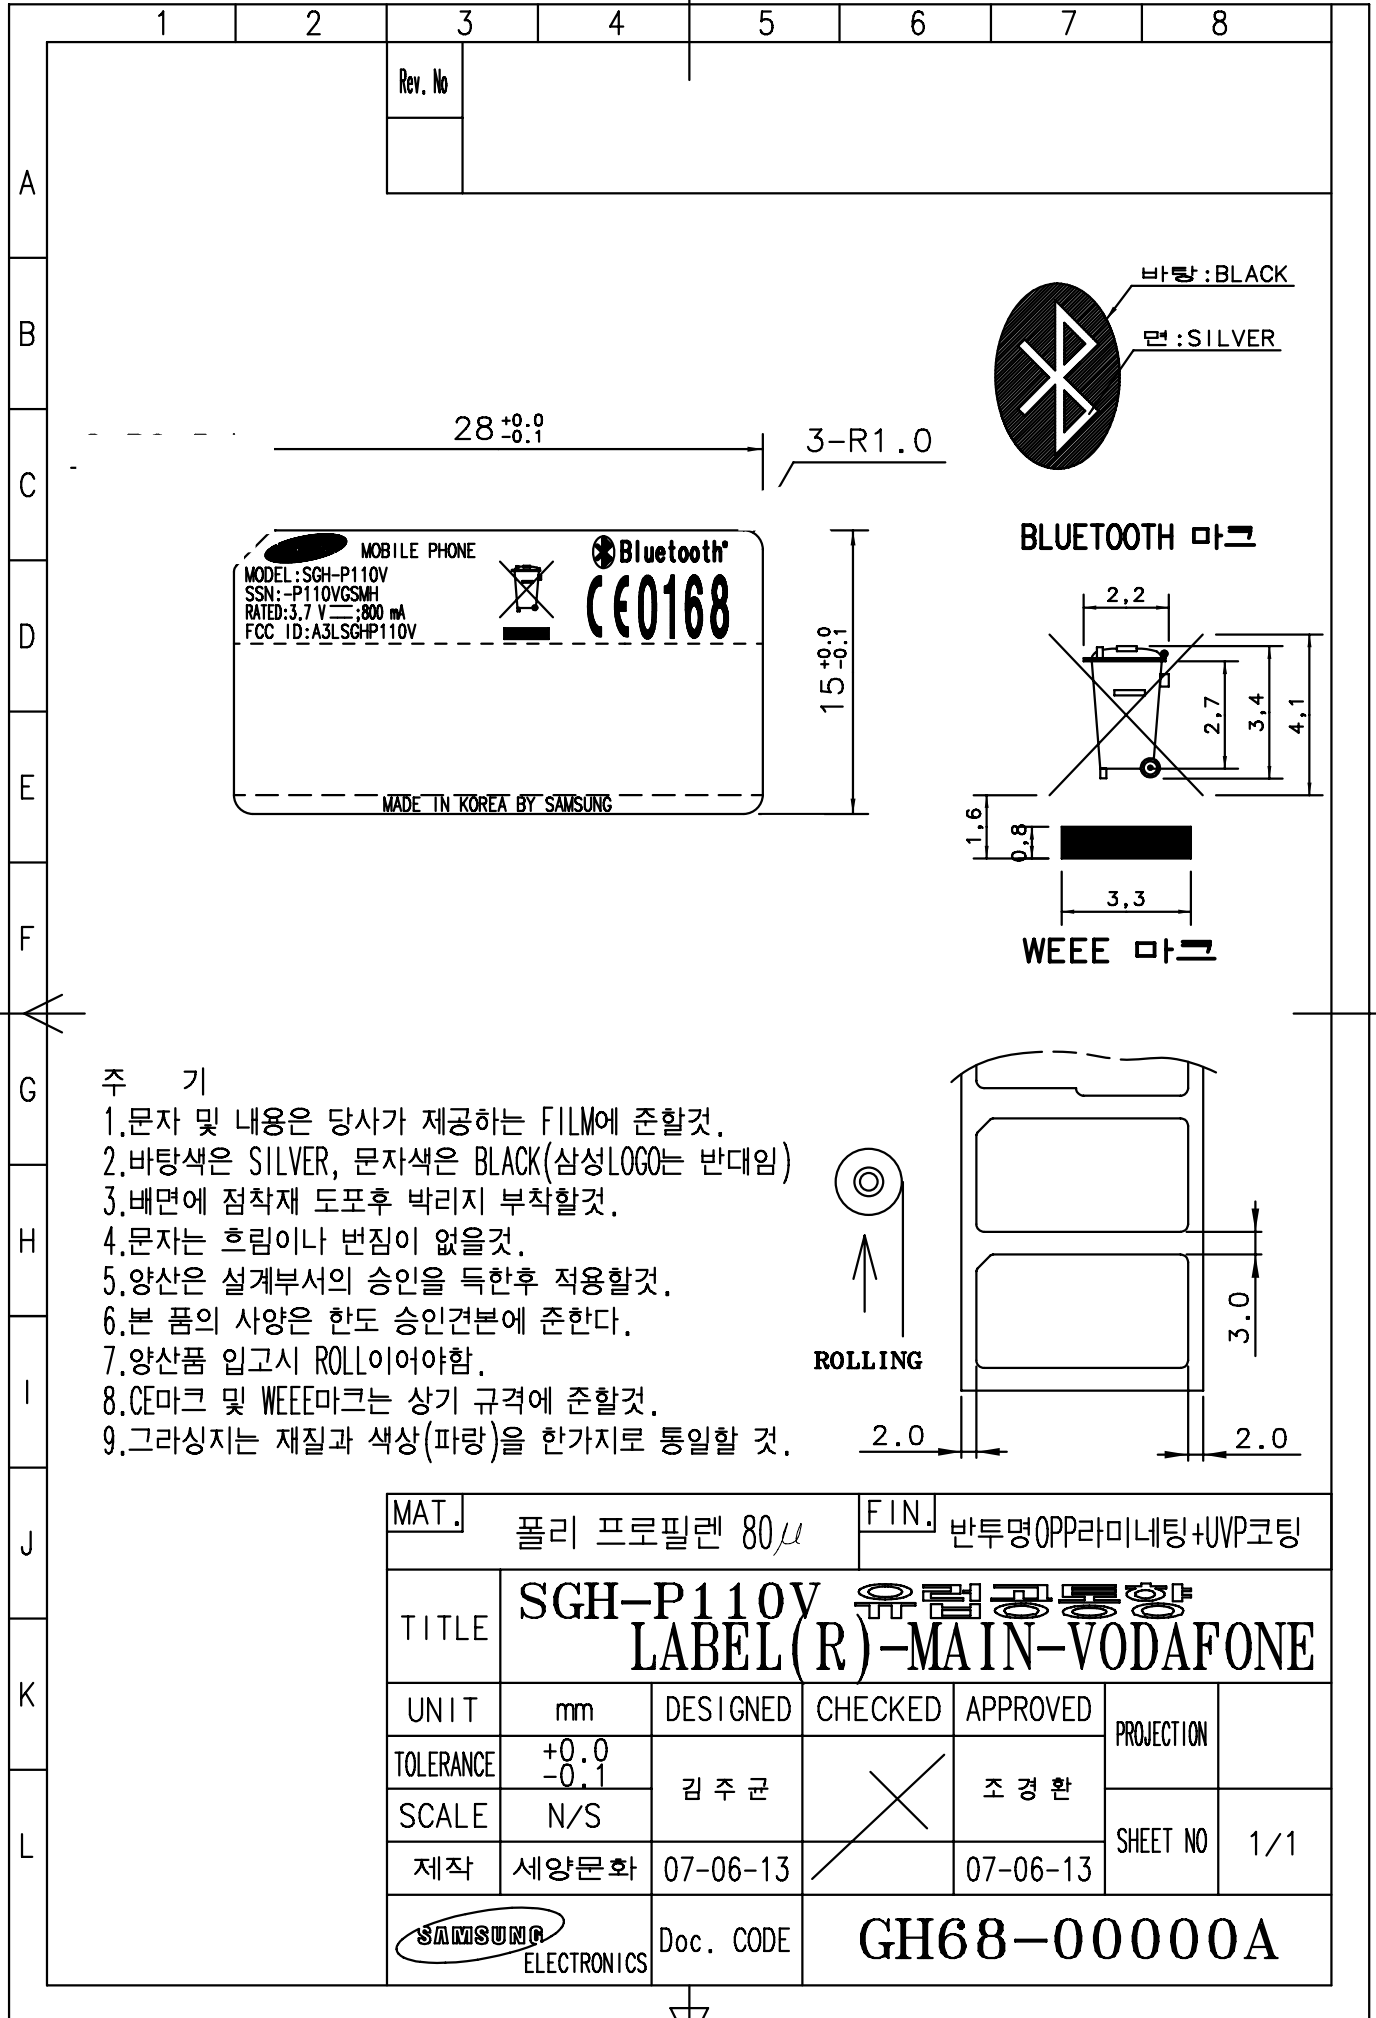 1 2 3 4 5 6 7 8
Rev. No
A
B
C
D
E
F
G
H
I
J
K
L
바탕:BLACK
면:SILVER
BLUETOOTH 마크
28 +0.0 -0.1
3-R1.0
MOBILE PHONE
Bluetooth
MODEL:SGH-P110V
SSN:-P110VGSMH
RATED:3.7 V ;800 mA
FCC ID:A3LSGHP110V
CE0168
MADE IN KOREA BY SAMSUNG
15 +0.0 -0.1
2,2
2,7
3,4
4,1
1,6
0,8
3,3
WEEE 마크
주 기
1.문자 및 내용은 당사가 제공하는 FILM에 준할것.
2.바탕색은 SILVER, 문자색은 BLACK(삼성LOGO는 반대임)
3.배면에 점착재 도포후 박리지 부착할것.
4.문자는 흐림이나 번짐이 없을것.
5.양산은 설계부서의 승인을 득한후 적용할것.
6.본 품의 사양은 한도 승인견본에 준한다.
7.양산품 입고시 ROLL이어야함.
8.CE마크 및 WEEE마크는 상기 규격에 준할것.
9.그라싱지는 재질과 색상(파랑)을 한가지로 통일할 것.
ROLLING
3.0
2.0
2.0
MAT. 폴리 프로필렌 80μ
FIN. 반투명OPP라미네팅+UVP코팅
TITLE SGH-P110V 유럽공통향
LABEL(R)-MAIN-VODAFONE
UNIT mm DESIGNED CHECKED APPROVED PROJECTION
TOLERANCE +0.0 -0.1 김주균 조경환
SCALE N/S SHEET NO 1/1
제작 세양문화 07-06-13 07-06-13
SAMSUNG ELECTRONICS Doc. CODE GH68-00000A